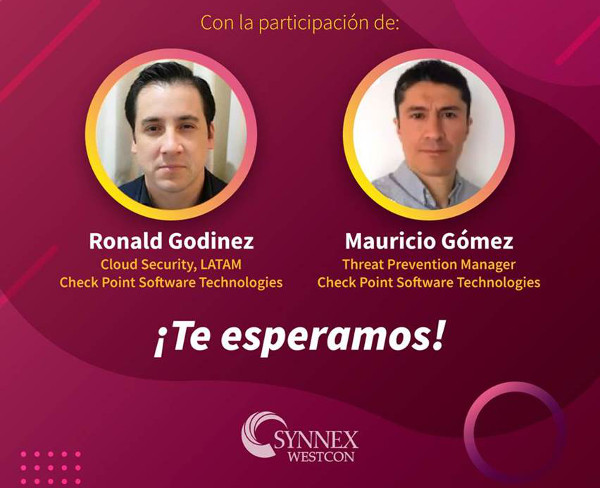 Con la participación de:
Ronald Godinez
Cloud Security, LATAM
Check Point Software Technologies
Mauricio Gómez
Threat Prevention Manager
Check Point Software Technologies
¡Te esperamos!
SYNNEX
WESTCON